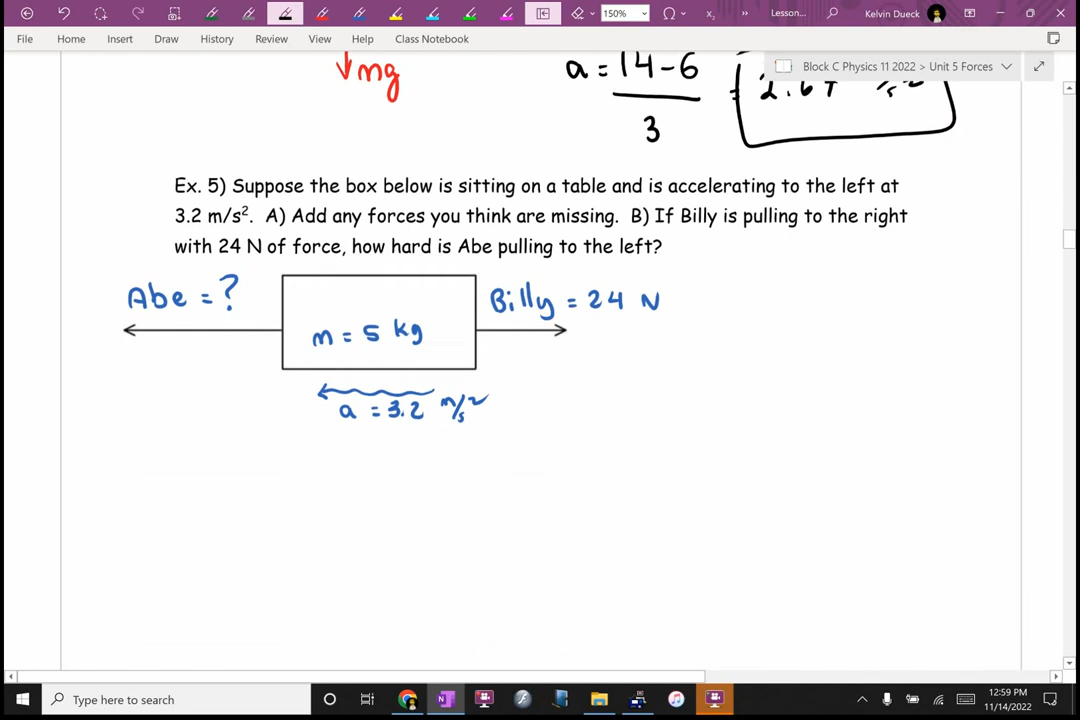 150%
Lesson...
Kelvin Dueck
File Home Insert Draw History Review View Help Class Notebook
Block C Physics 11 2022 > Unit 5 Forces
mg
a = 14 - 6
3
=
Ex. 5) Suppose the box below is sitting on a table and is accelerating to the left at
3.2 m/s². A) Add any forces you think are missing. B) If Billy is pulling to the right
with 24 N of force, how hard is Abe pulling to the left?
Abe = ?
Billy = 24 N
m = 5 kg
a = 3.2 m/s²
Type here to search
12:59 PM
11/14/2022